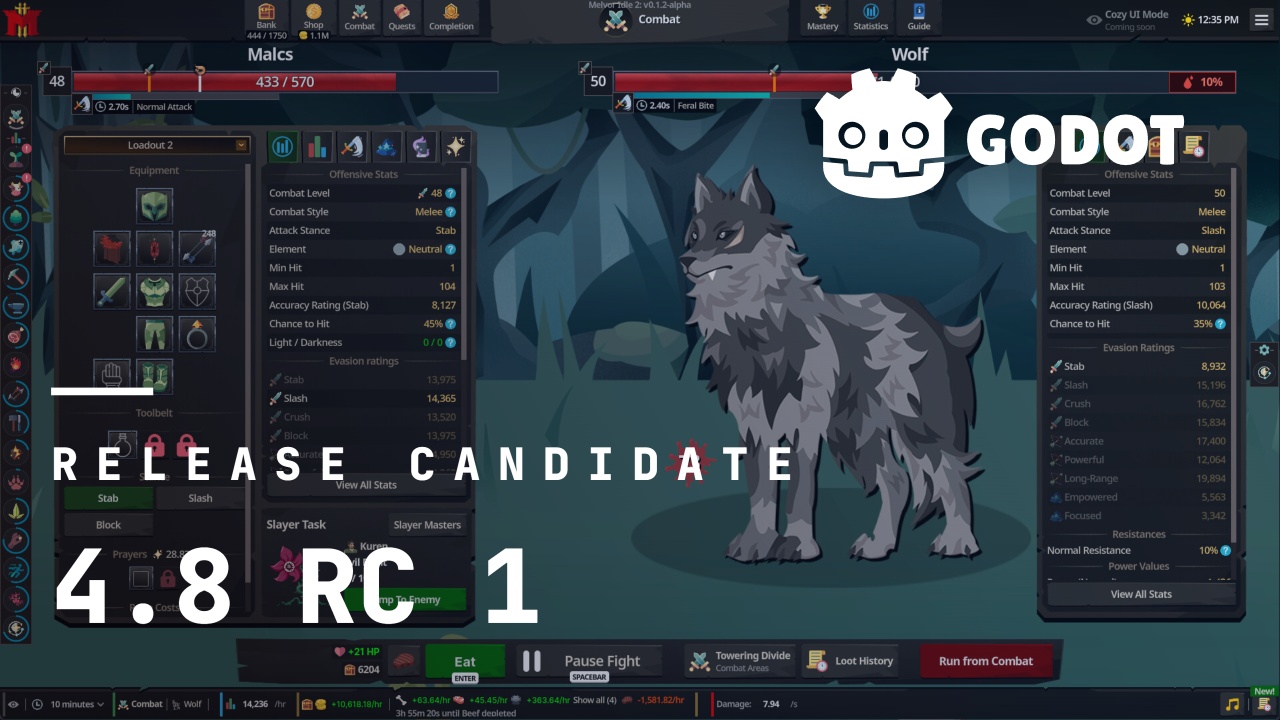 Melvor Idle 2: v0.1.2-alpha
Bank
444 / 1750
Shop
1.1M
Combat
Quests
Completion
Combat
Mastery
Statistics
Guide
Cozy UI Mode
Coming soon
12:35 PM
Malcs
48
433 / 570
2.70s
Normal Attack
Wolf
50
10%
2.40s
Feral Bite
GODOT
Loadout 2
Equipment
248
Toolbelt
Stab
Slash
Block
Prayers
Offensive Stats
Combat Level 48
Combat Style Melee
Attack Stance Stab
Element Neutral
Min Hit 1
Max Hit 104
Accuracy Rating (Stab) 8,127
Chance to Hit 45%
Light / Darkness 0 / 0
Evasion ratings
Stab 13,975
Slash 14,365
Crush 13,520
Block 13,975
View All Stats
Slayer Task
Slayer Masters
Kuren
To Enemy
Offensive Stats
Combat Level 50
Combat Style Melee
Attack Stance Slash
Element Neutral
Min Hit 1
Max Hit 103
Accuracy Rating (Slash) 10,064
Chance to Hit 35%
Evasion Ratings
Stab 8,932
Slash 15,196
Crush 16,762
Block 15,834
Accurate 17,400
Powerful 12,064
Long-Range 19,894
Empowered 5,563
Focused 3,342
Resistances
Normal Resistance 10%
Power Values
View All Stats
RELEASE CANDIDATE
4.8 RC 1
+21 HP
6204
Eat
ENTER
Pause Fight
SPACEBAR
Towering Divide
Combat Areas
Loot History
Run from Combat
10 minutes
Combat
Wolf
14,236 /hr
+10,618.18/hr
+63.64/hr +45.45/hr +363.64/hr Show all (4) -1,581.82/hr
3h 55m 20s until Beef depleted
Damage: 7.94 /s
New!